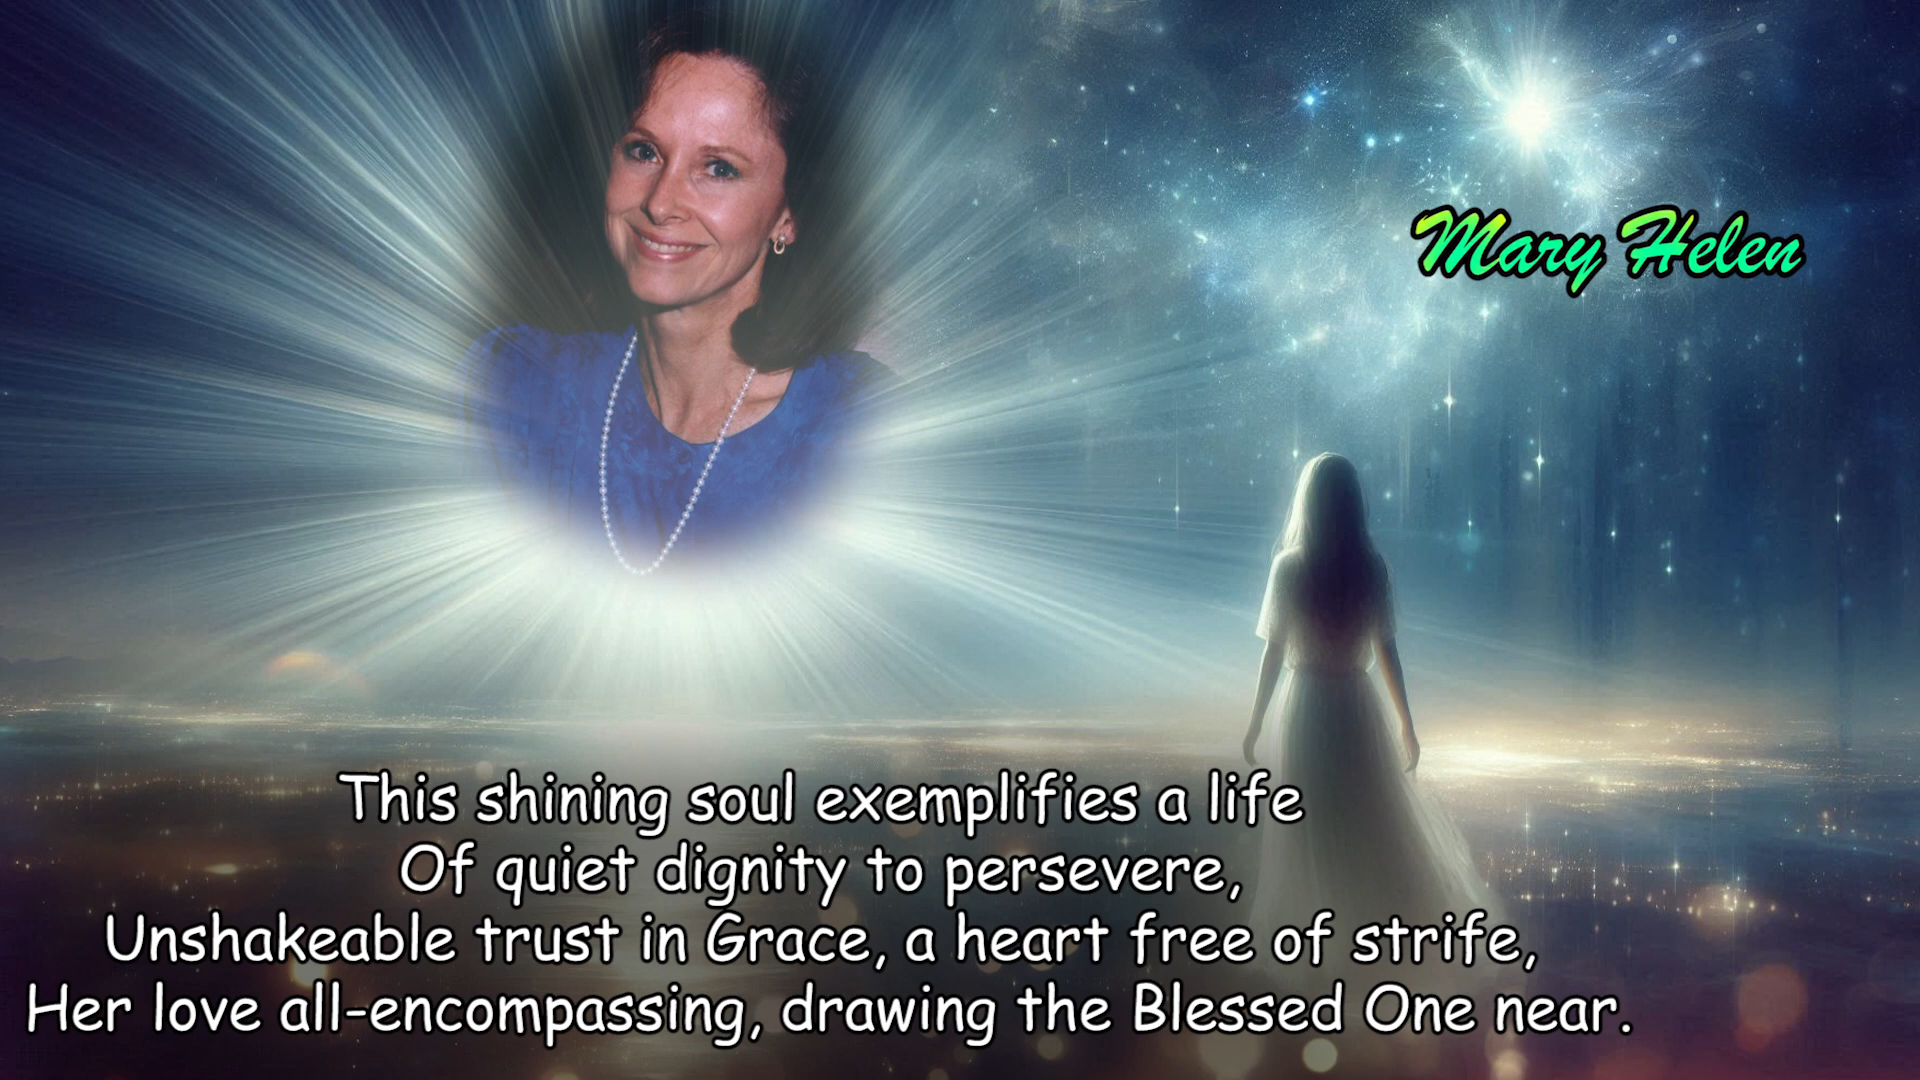 Mary Helen
This shining soul exemplifies a life
Of quiet dignity to persevere,
Unshakeable trust in Grace, a heart free of strife,
Her love all-encompassing, drawing the Blessed One near.